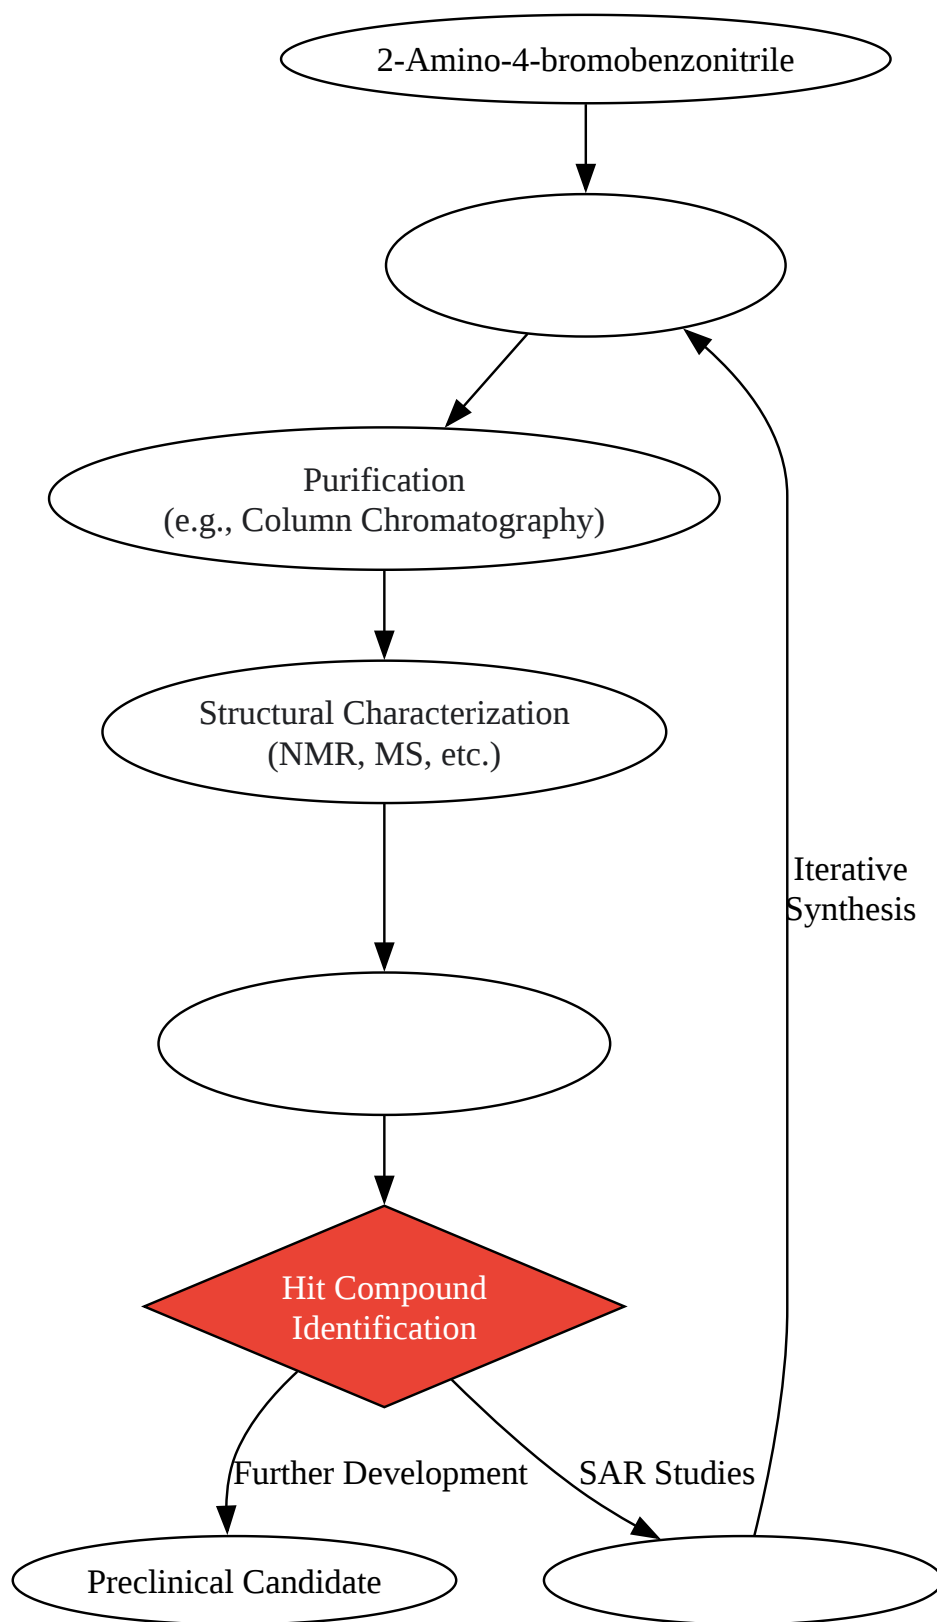 2-Amino-4-bromobenzonitrile
Purification
(e.g., Column Chromatography)
Structural Characterization
(NMR, MS, etc.)
Iterative
Synthesis
Hit Compound
Identification
Further Development
SAR Studies
Preclinical Candidate